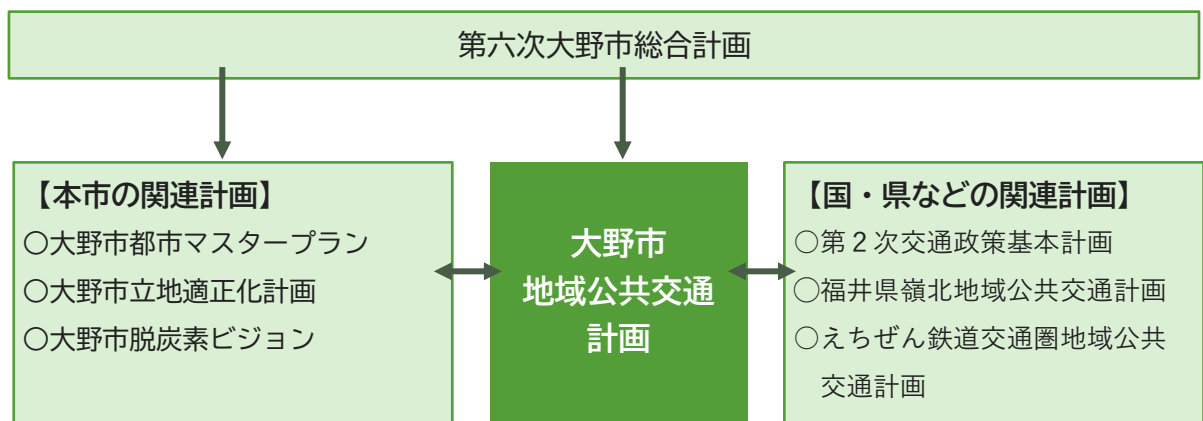 第六次大野市総合計画
【本市の関連計画】
〇大野市都市マスタープラン
〇大野市立地適正化計画
〇大野市脱炭素ビジョン
大野市
地域公共交通
計画
【国・県などの関連計画】
〇第２次交通政策基本計画
〇福井県嶺北地域公共交通計画
〇えちぜん鉄道交通圏地域公共
交通計画